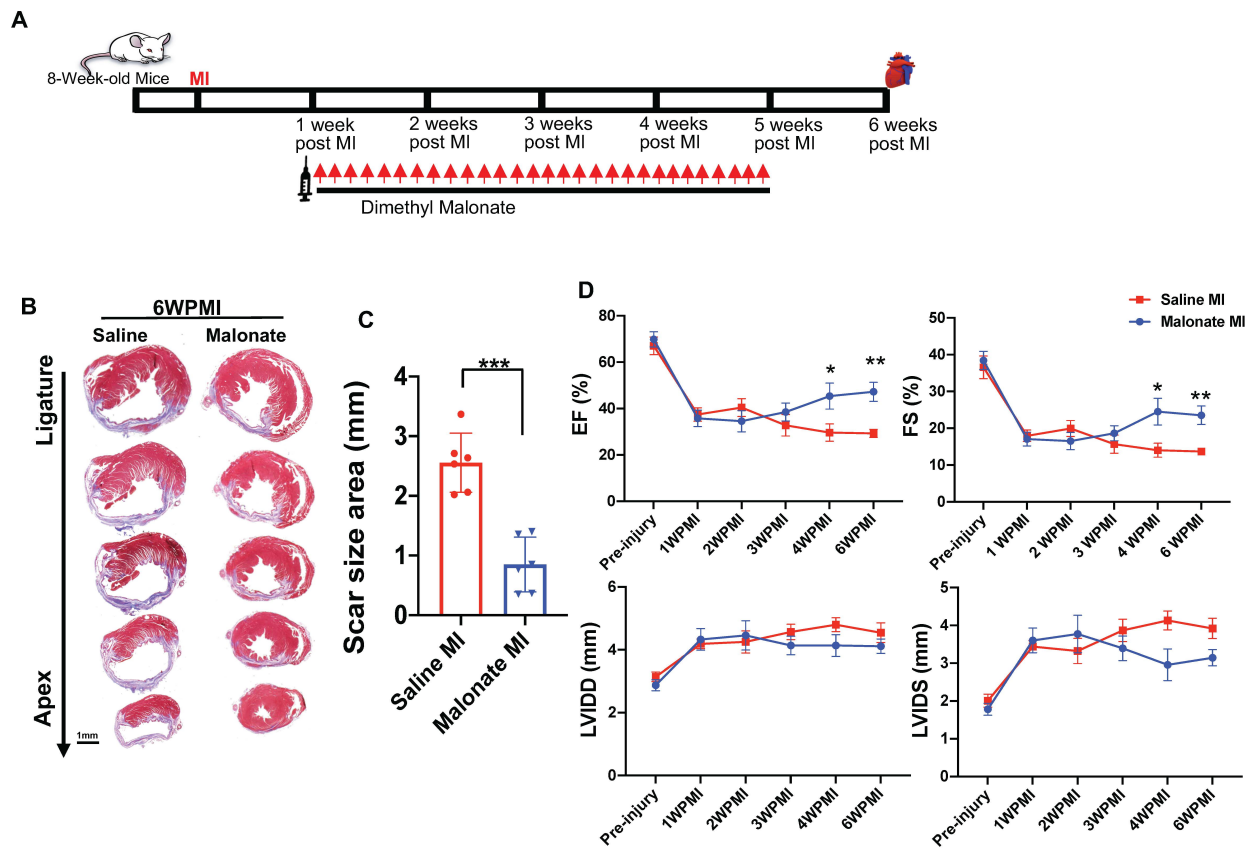 A
8-Week-old Mice
MI
1 week
post MI
2 weeks
post MI
3 weeks
post MI
4 weeks
post MI
5 weeks
post MI
6 weeks
post MI
Dimethyl Malonate
B
6WPMI
Saline
Malonate
Ligature
Apex
1mm
C
***
Scar size area (mm)
4
3
2
1
0
Saline MI
Malonate MI
D
Saline MI
Malonate MI
EF (%)
80
60
40
20
0
*
**
Pre-injury
1WPMI
2WPMI
3WPMI
4WPMI
6WPMI
FS (%)
50
40
30
20
10
0
*
**
Pre-injury
1 WPMI
2 WPMI
3 WPMI
4 WPMI
6 WPMI
LVIDD (mm)
6
4
2
0
Pre-injury
1WPMI
2WPMI
3WPMI
4WPMI
6WPMI
LVIDS (mm)
5
4
3
2
1
0
Pre-injury
1WPMI
2WPMI
3WPMI
4WPMI
6WPMI